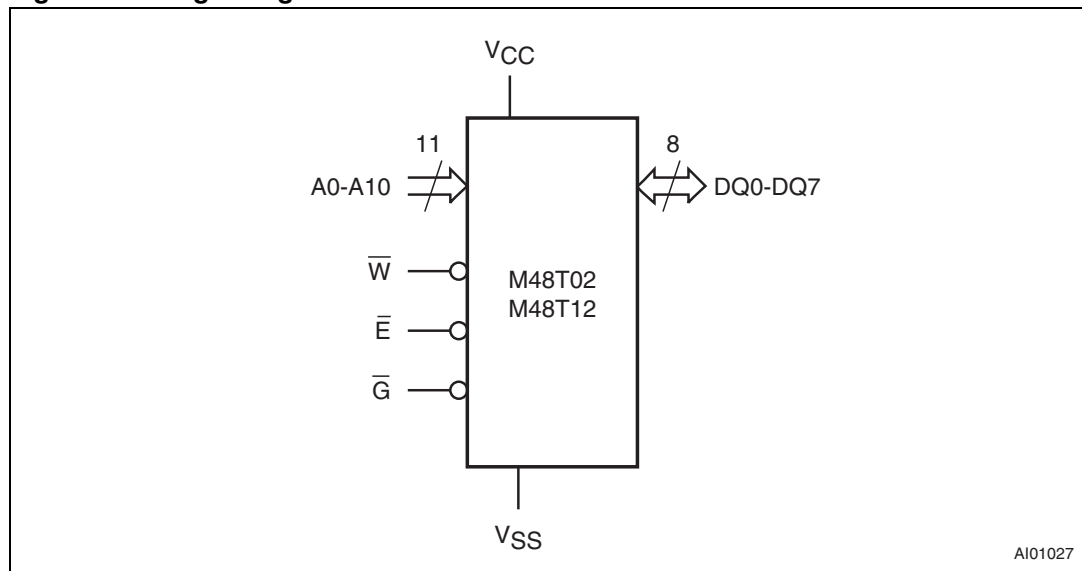 VCC
11
8
A0-A10
DQ0-DQ7
W̅
M48T02
M48T12
E̅
G̅
VSS
AI01027